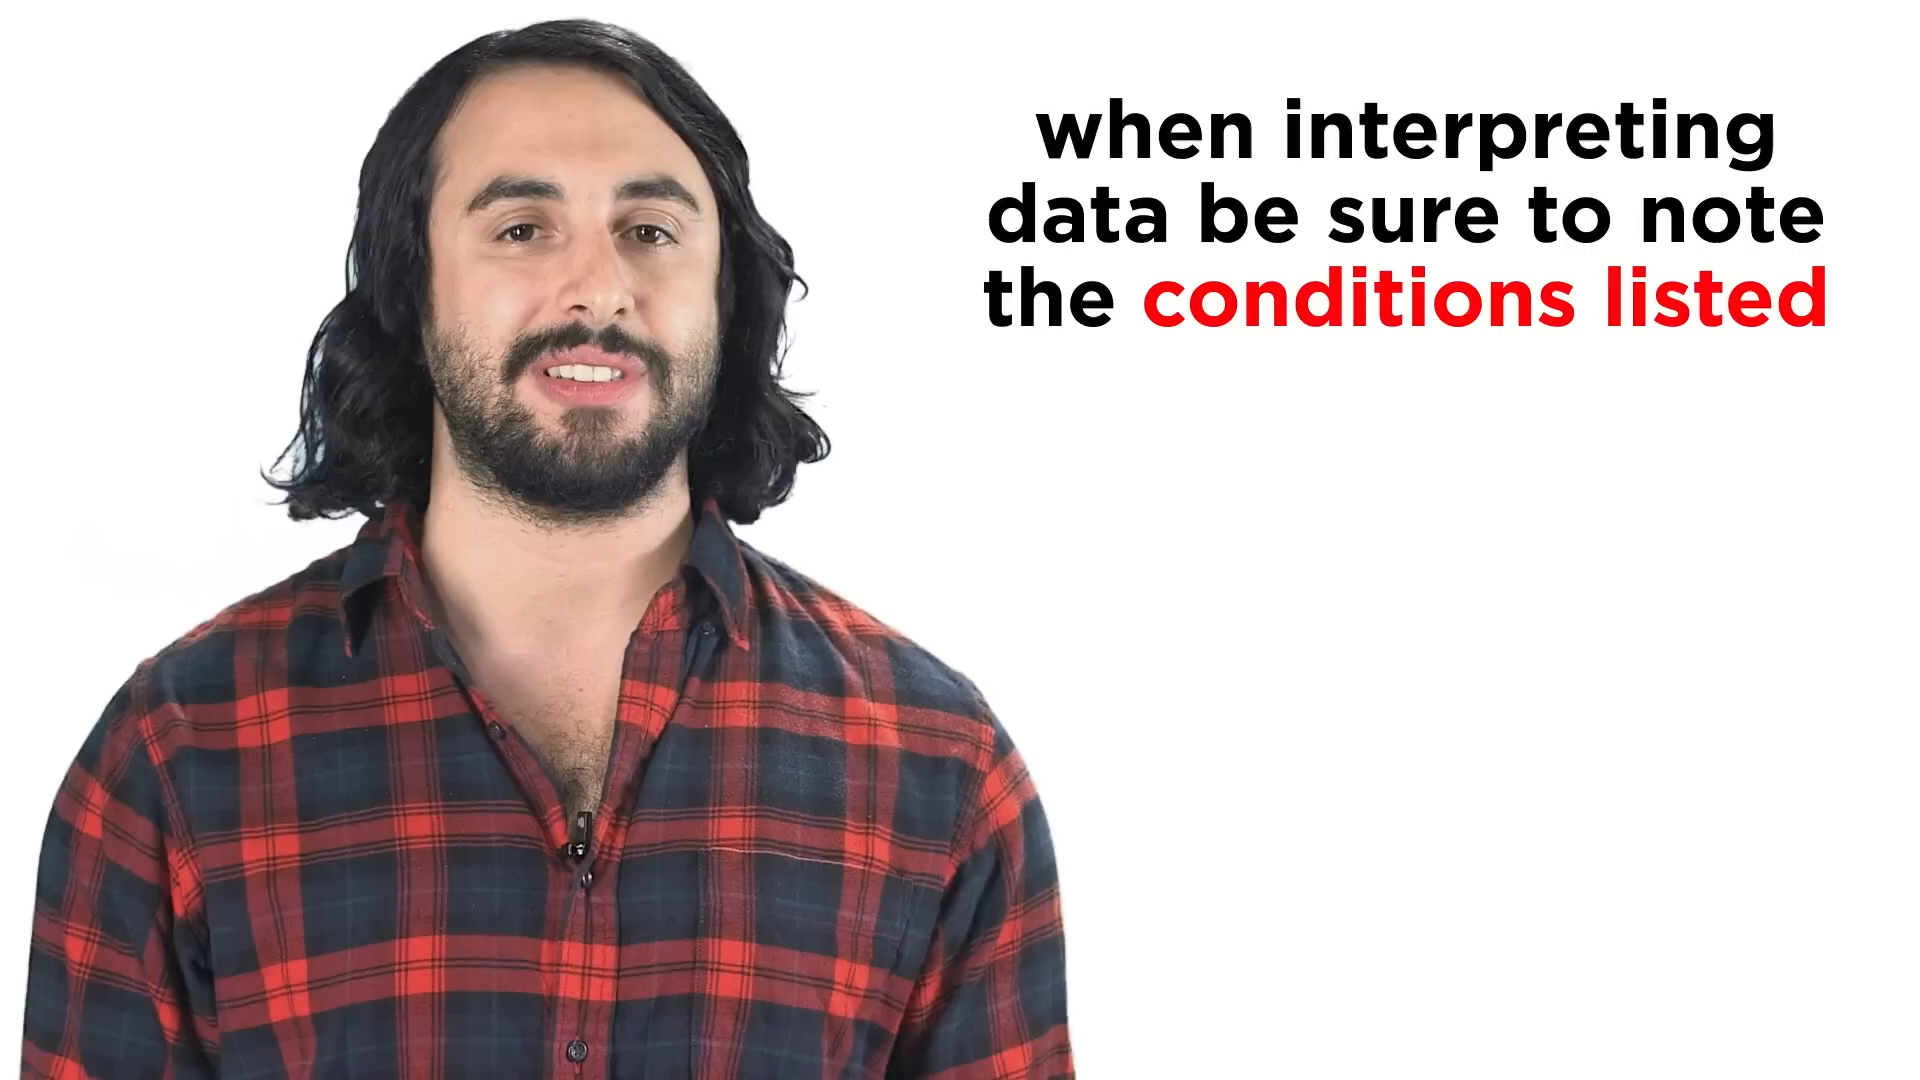 when interpreting
data be sure to note
the conditions listed